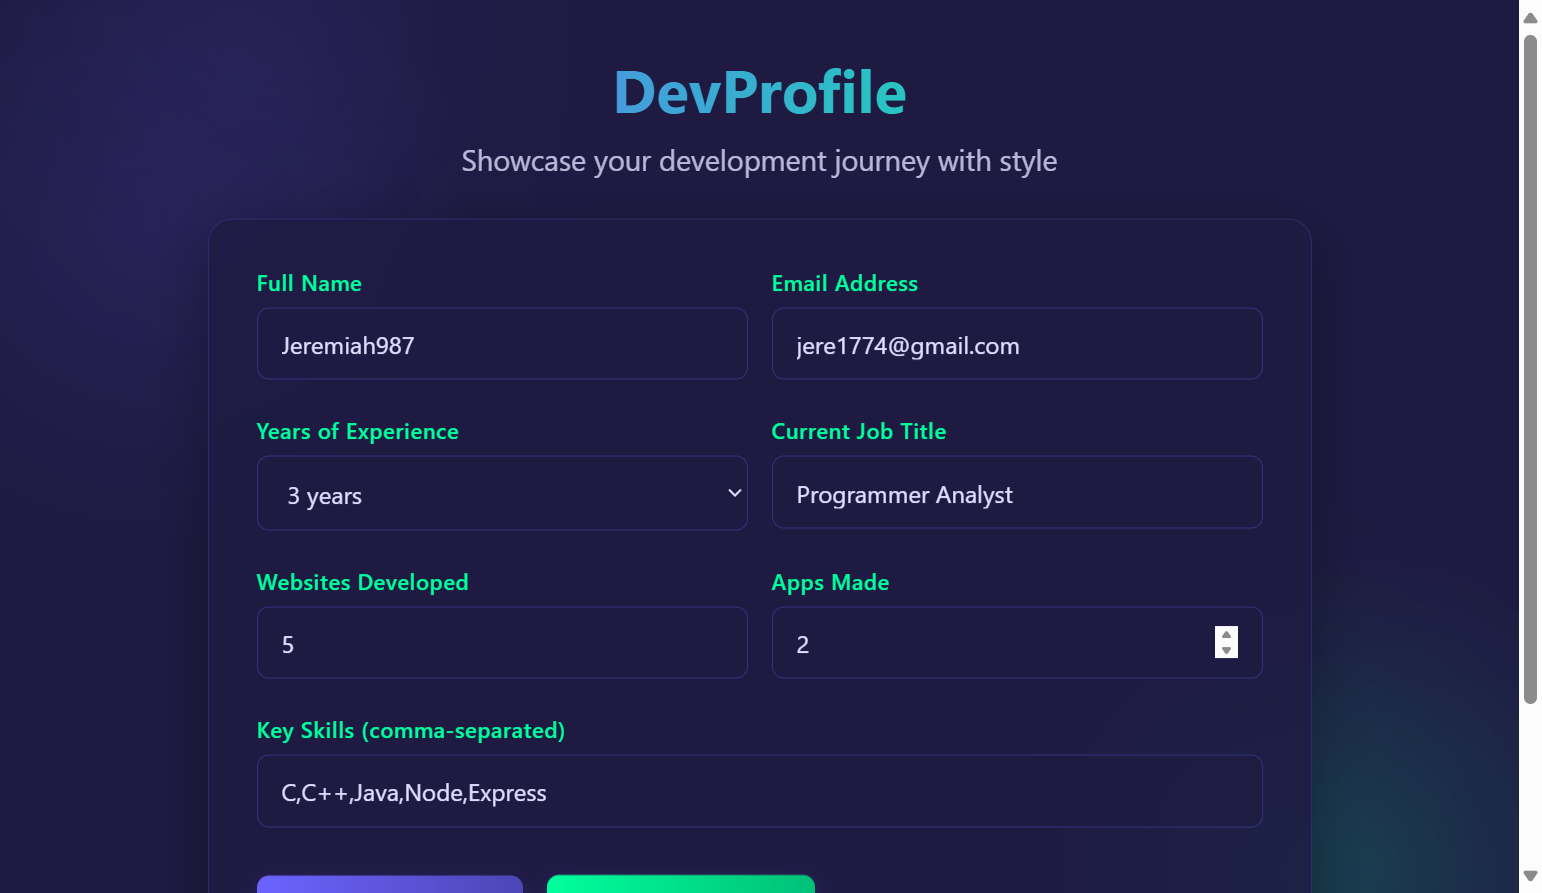 DevProfile
Showcase your development journey with style
Full Name
Email Address
Jeremiah987
jere1774@gmail.com
Years of Experience
Current Job Title
3 years
Programmer Analyst
Websites Developed
Apps Made
5
2
Key Skills (comma-separated)
C,C++,Java,Node,Express